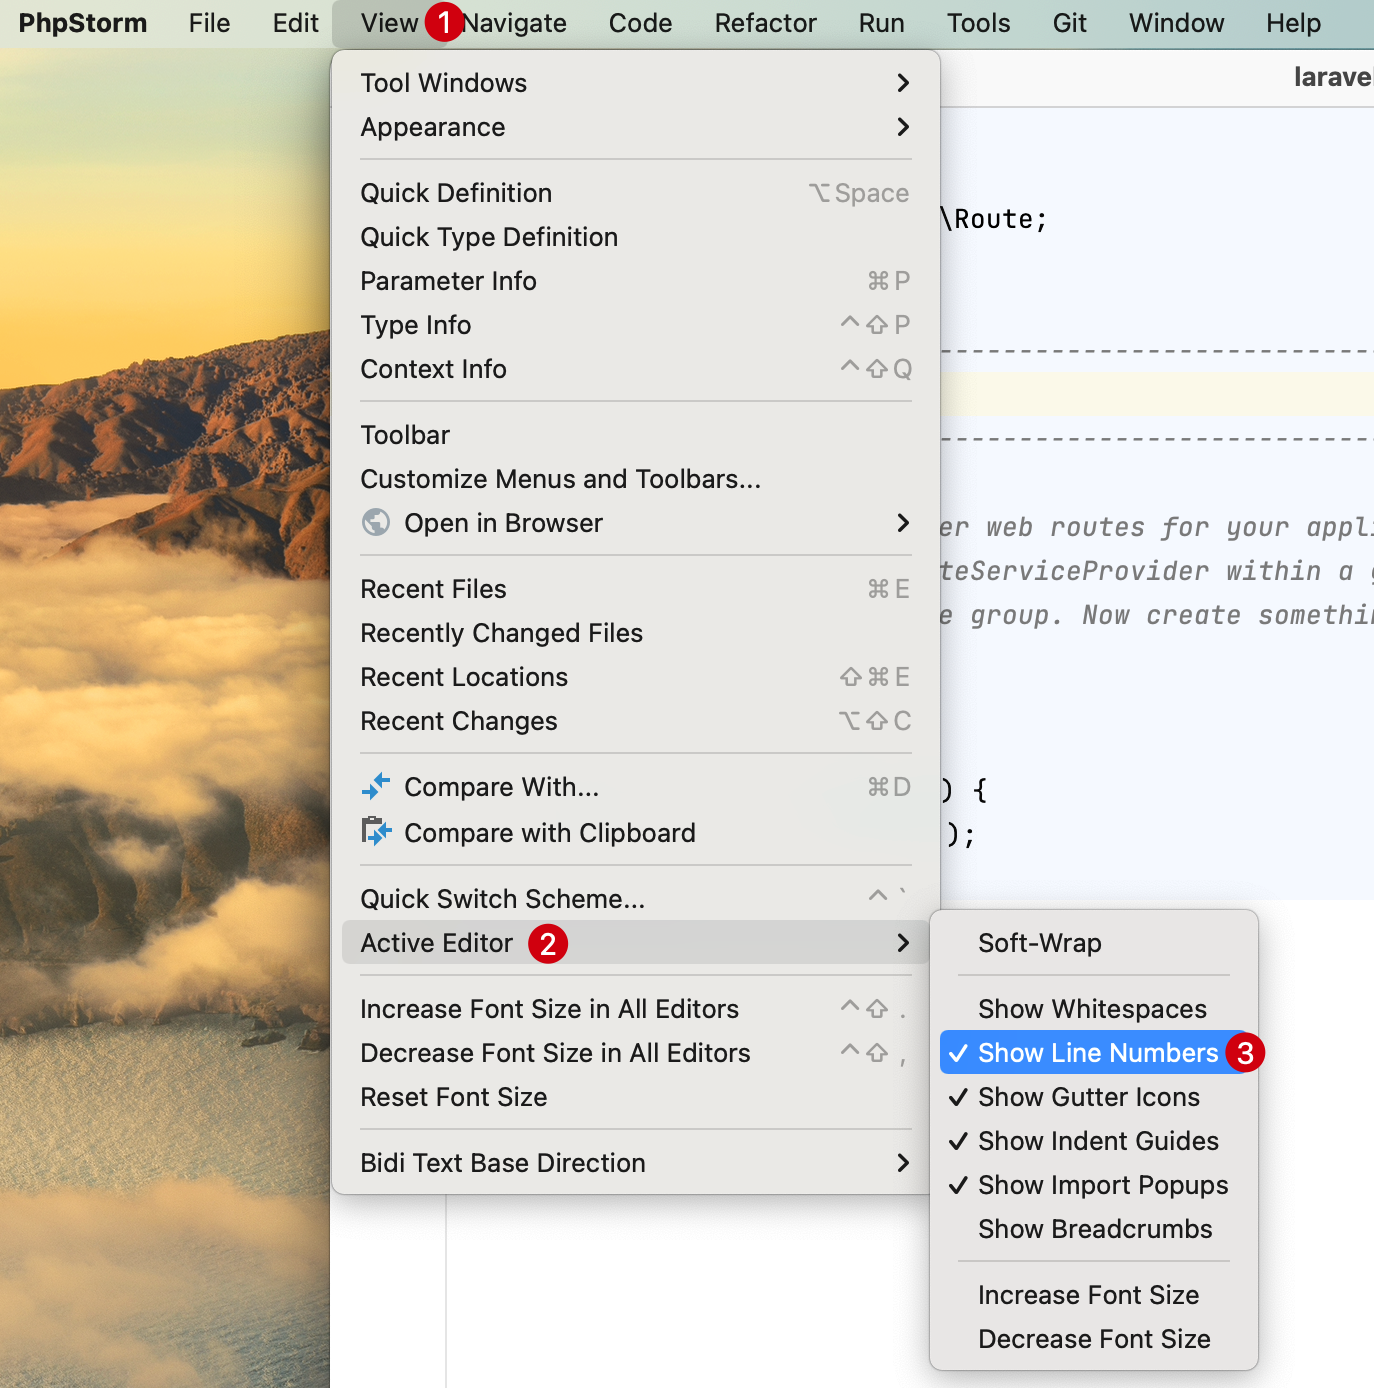 PhpStorm File Edit View 1 Navigate Code Refactor Run Tools Git Window Help
Tool Windows
Appearance
Quick Definition ⌥Space
Quick Type Definition
Parameter Info ⌘P
Type Info ^⇧P
Context Info ^⇧Q
Toolbar
Customize Menus and Toolbars...
Open in Browser
Recent Files ⌘E
Recently Changed Files
Recent Locations ⇧⌘E
Recent Changes ⌥⇧C
Compare With... ⌘D
Compare with Clipboard
Quick Switch Scheme... ^`
Active Editor 2
Increase Font Size in All Editors ^⇧.
Decrease Font Size in All Editors ^⇧,
Reset Font Size
Bidi Text Base Direction
Soft-Wrap
Show Whitespaces
✓ Show Line Numbers 3
✓ Show Gutter Icons
✓ Show Indent Guides
✓ Show Import Popups
Show Breadcrumbs
Increase Font Size
Decrease Font Size
larave
\Route;
----------------------------
----------------------------
er web routes for your appli
teServiceProvider within a g
e group. Now create somethin
) {
);